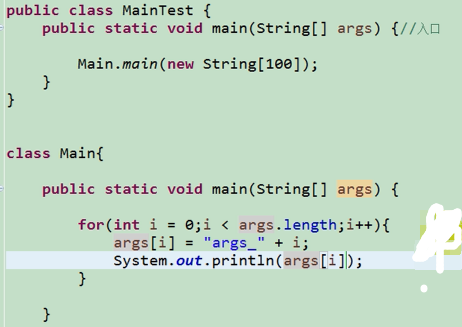 public class MainTest {
public static void main(String[] args) {//入口
Main.main(new String[100]);
}
}
class Main{
public static void main(String[] args) {
for(int i = 0;i < args.length;i++){
args[i] = "args_" + i;
System.out.println(args[i]);
}
}